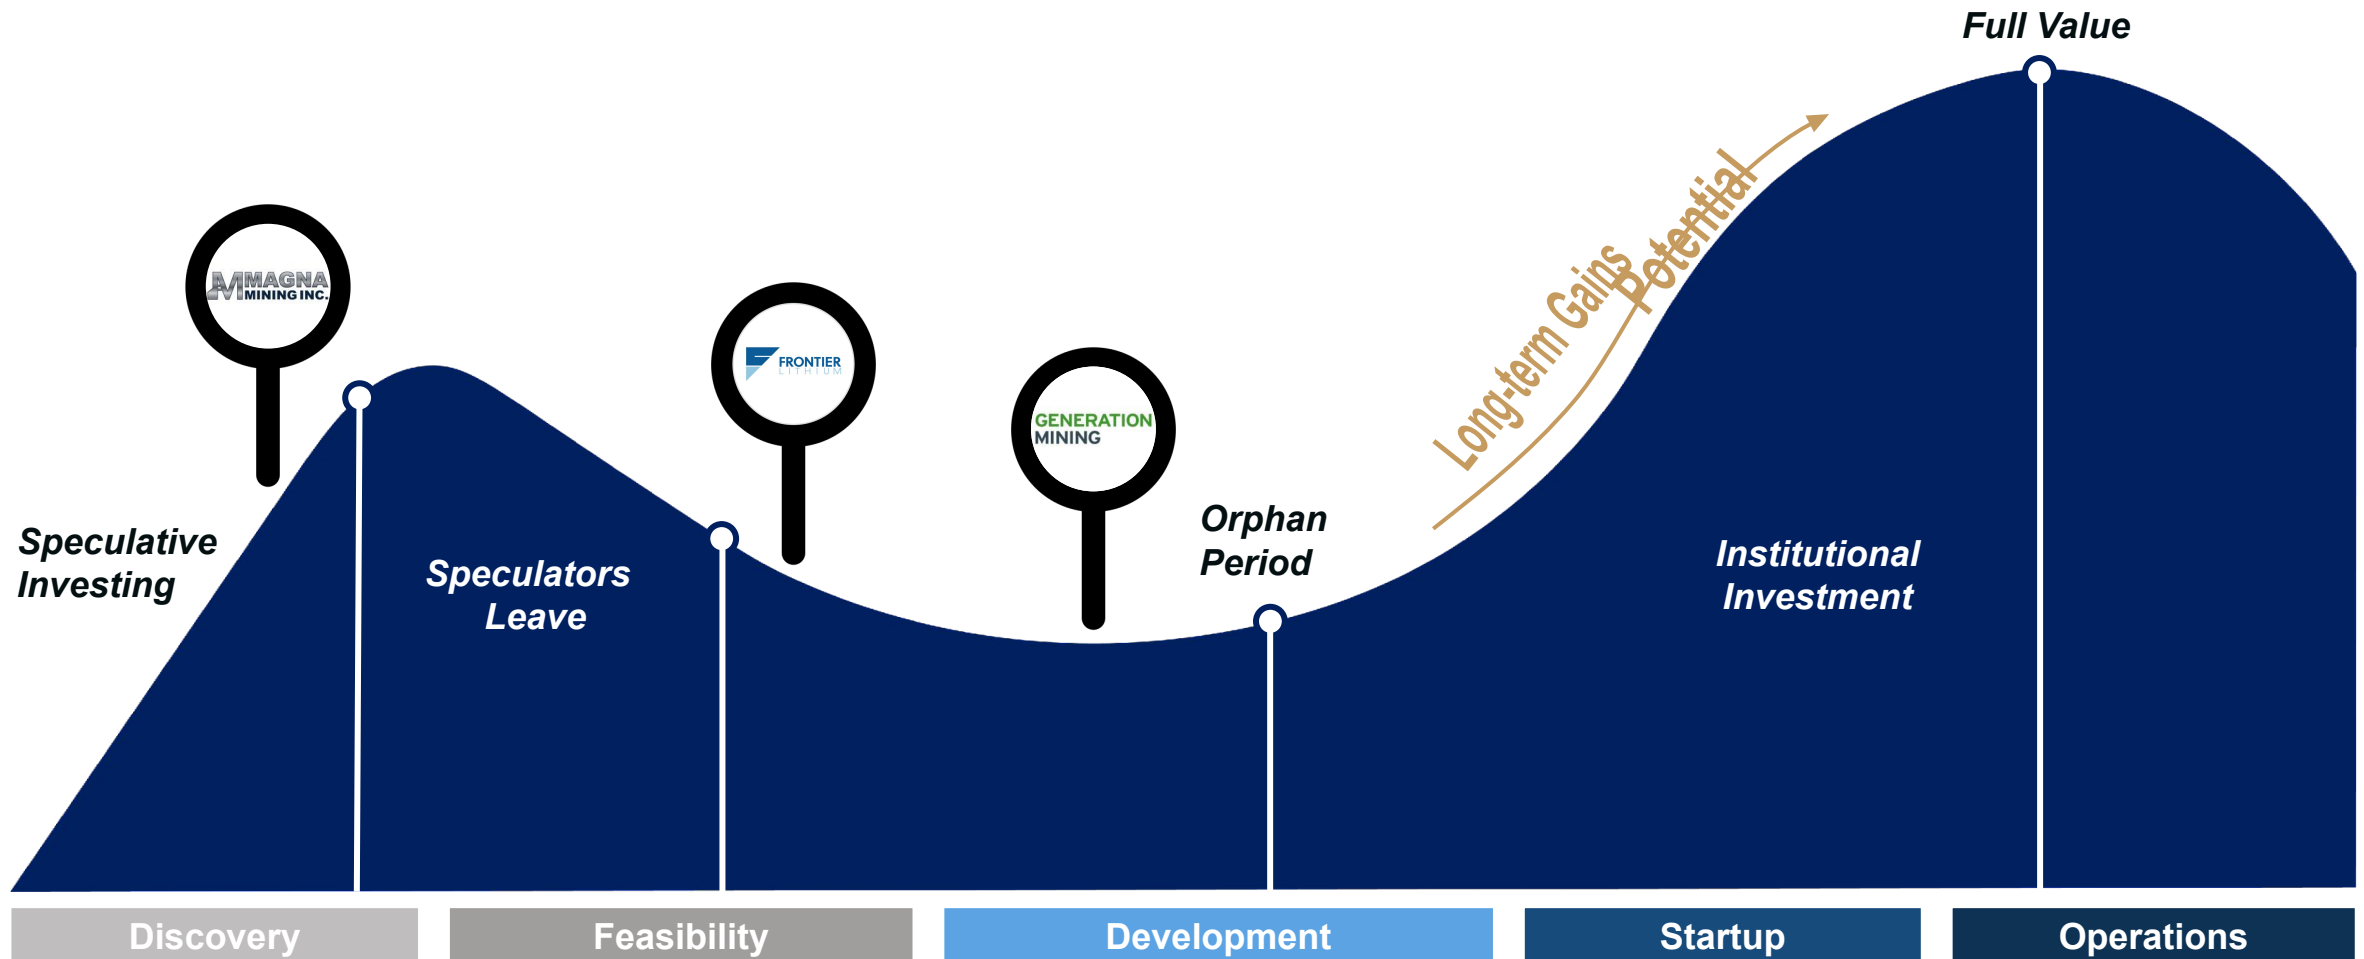 Full Value
MAGNA
MINING INC.
FRONTIER
LITHIUM
GENERATION
MINING
Long-term Gains
Potential
Speculative
Investing
Speculators
Leave
Orphan
Period
Institutional
Investment
Discovery
Feasibility
Development
Startup
Operations